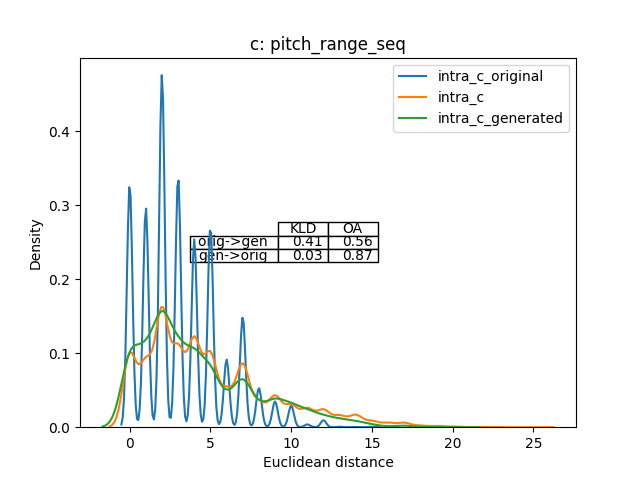 c: pitch_range_seq
intra_c_original
intra_c
intra_c_generated
KLD OA
orig->gen 0.41 0.56
gen->orig 0.03 0.87
Density
0.4
0.3
0.2
0.1
0.0
0 5 10 15 20 25
Euclidean distance